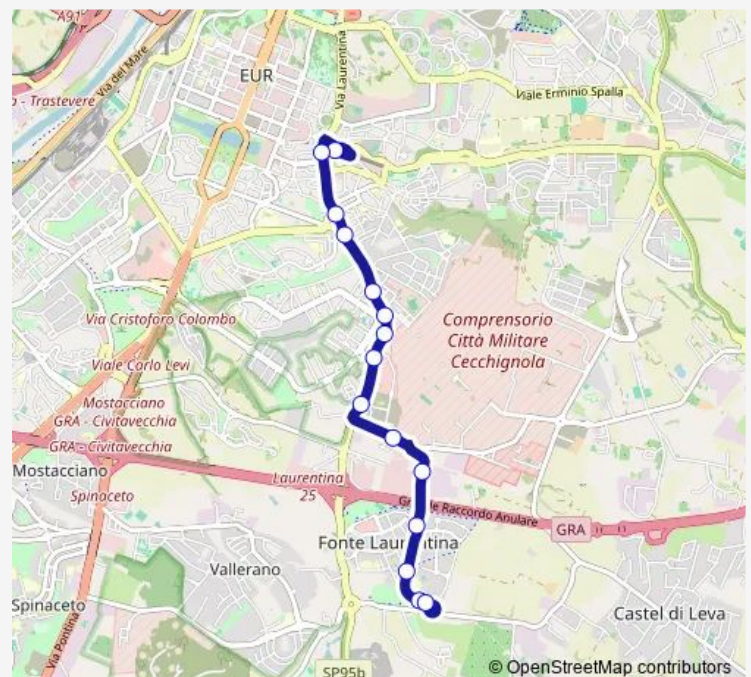 A91
Via del Mare
EUR
Via Laurentina
Viale Erminio Spalla
- Trastevere
Via Cristoforo Colombo
Comprensorio
Città Militare
Cecchignola
Viale Carlo Levi
Mostacciano
GRA - Civitavecchia
GRA - Civitavecchia
Mostacciano
Spinaceto
Laurentina
25
Raccordo Anulare
GRA
Fonte Laurentina
Vallerano
Spinaceto
Castel di Leva
Via Pontina
SP95b
© OpenStreetMap contributors